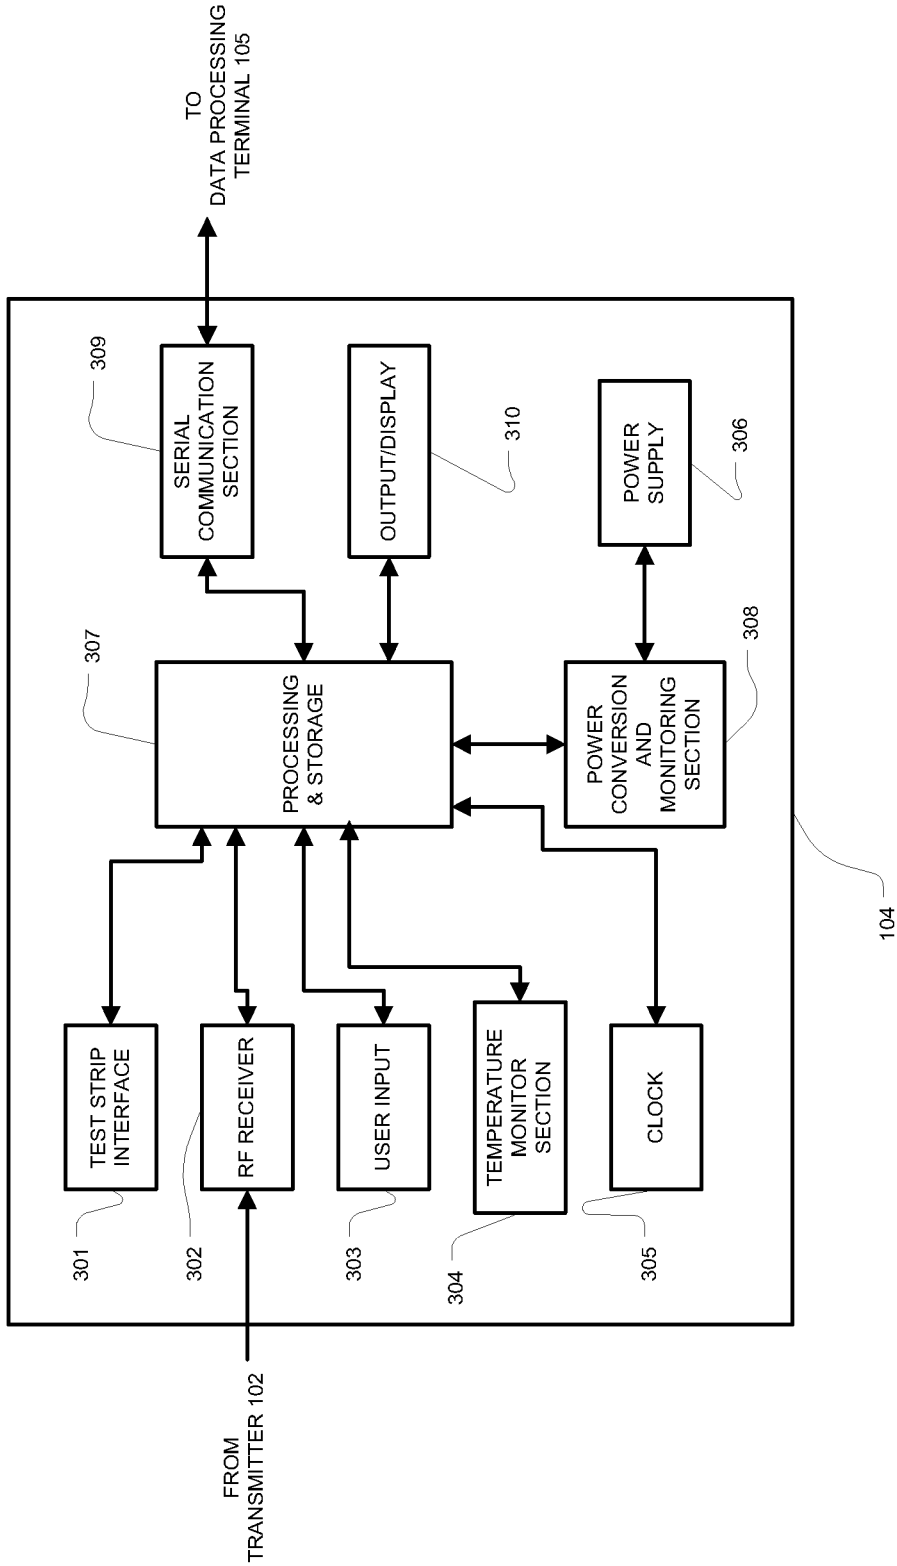 FROM
TRANSMITTER 102
301
TEST STRIP
INTERFACE
302
RF RECEIVER
303
USER INPUT
304
TEMPERATURE
MONITOR
SECTION
305
CLOCK
307
PROCESSING
& STORAGE
308
POWER
CONVERSION
AND
MONITORING
SECTION
309
SERIAL
COMMUNICATION
SECTION
OUTPUT/DISPLAY
310
POWER
SUPPLY
306
TO
DATA PROCESSING
TERMINAL 105
104